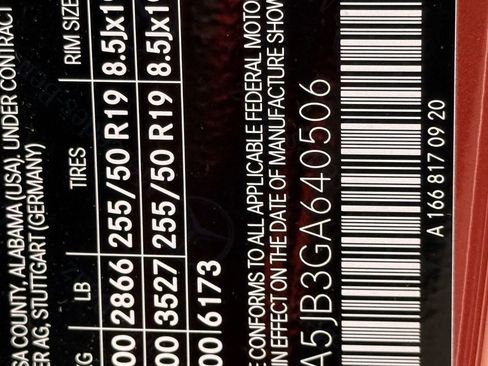 SA COUNTY, ALABAMA (USA), UNDER CONTRACT
ER AG, STUTTGART (GERMANY)
KG LB TIRES RIM SIZE
00 2866 255/50 R19 8.5Jx1
00 3527 255/50 R19 8.5Jx1
00 6173
E CONFORMS TO ALL APPLICABLE FEDERAL MOTO
IN EFFECT ON THE DATE OF MANUFACTURE SHOW
A5JB3GA640506
A 166 817 09 20